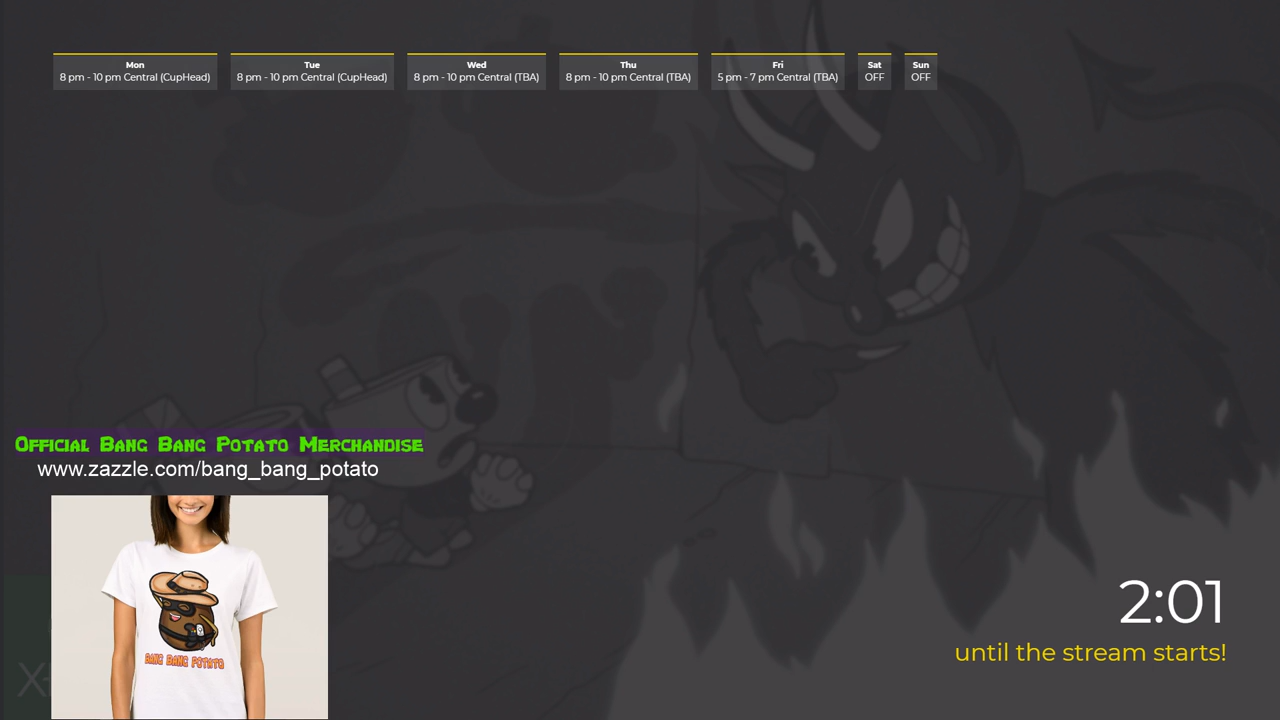 Mon
8 pm - 10 pm Central (CupHead)
Tue
8 pm - 10 pm Central (CupHead)
Wed
8 pm - 10 pm Central (TBA)
Thu
8 pm - 10 pm Central (TBA)
Fri
5 pm - 7 pm Central (TBA)
Sat
OFF
Sun
OFF
Official Bang Bang Potato Merchandise
www.zazzle.com/bang_bang_potato
BANG BANG POTATO
2:01
until the stream starts!